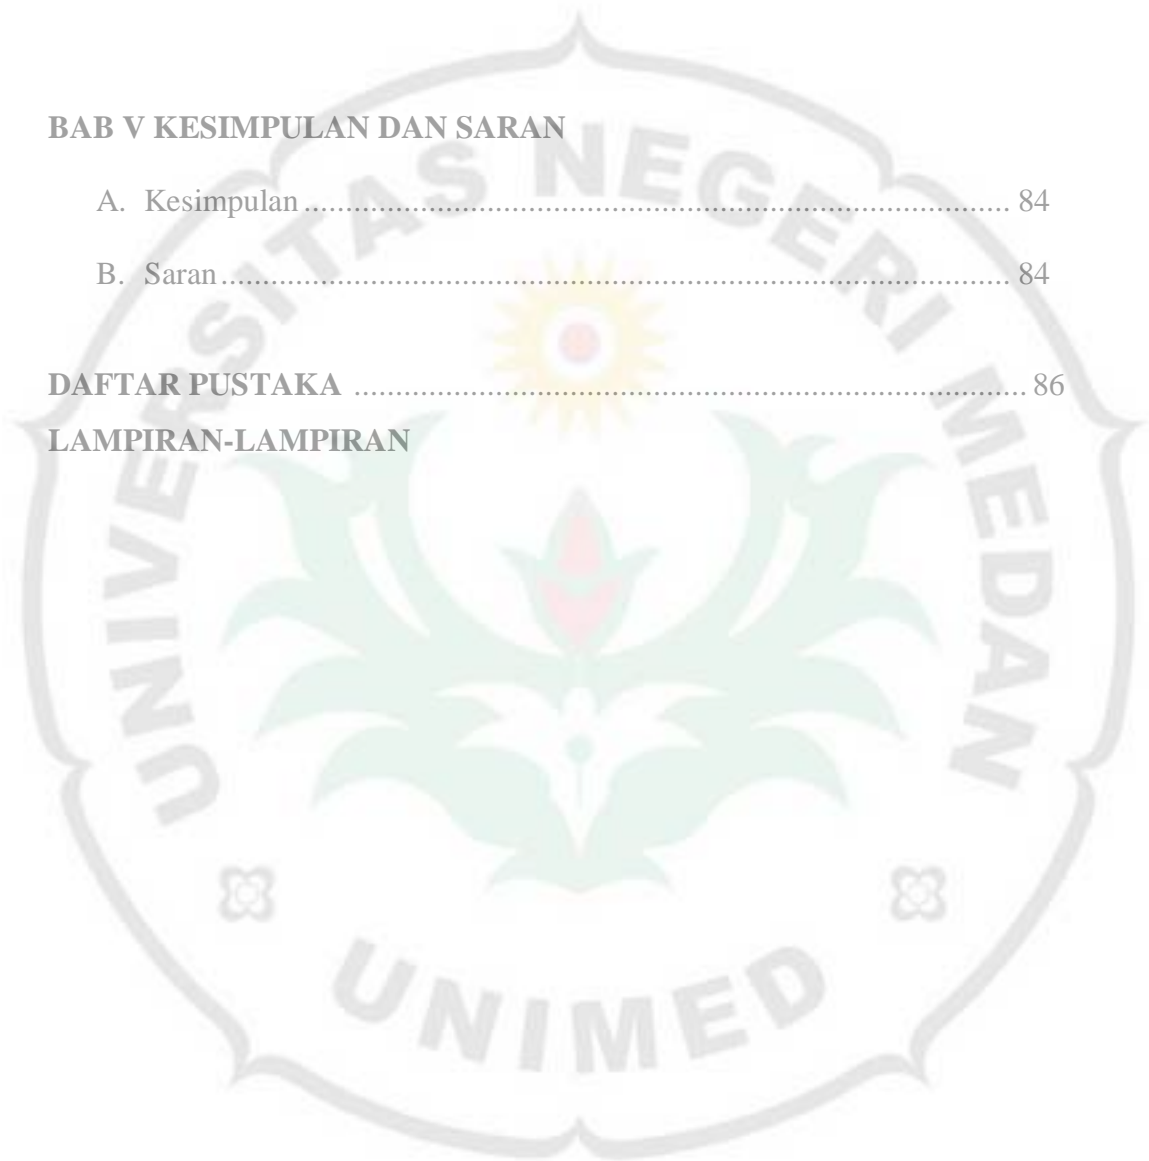 BAB V KESIMPULAN DAN SARAN
A. Kesimpulan ........................................................................................ 84
B. Saran .................................................................................................. 84
DAFTAR PUSTAKA .................................................................................... 86
LAMPIRAN-LAMPIRAN
UNIVERSITAS NEGERI MEDAN
UNIMED